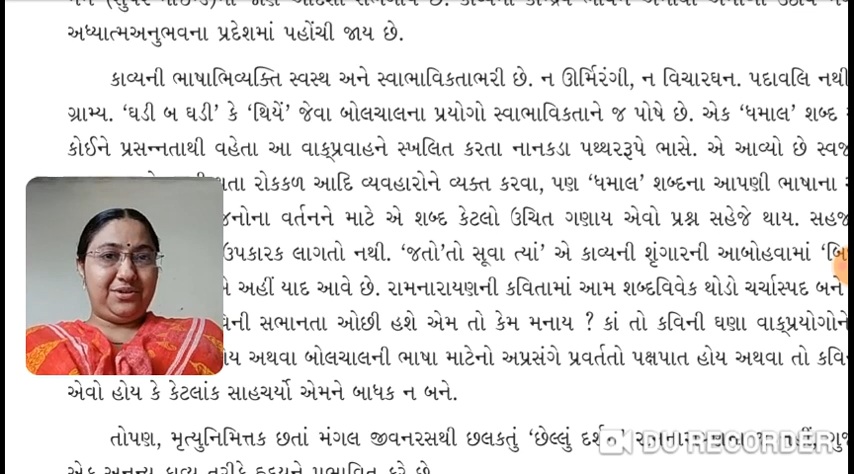 અધ્યાત્મઅનુભવના પ્રદેશમાં પહોંચી જાય છે.
કાવ્યની ભાષાભિવ્યક્તિ સ્વસ્થ અને સ્વાભાવિકતાભરી છે. ન ઊર્મિરંગી, ન વિચારઘન. પદાવલિ નથી
ગ્રામ્ય. ‘ઘડી બ ઘડી’ કે ‘થિયેં’ જેવા બોલચાલના પ્રયોગો સ્વાભાવિકતાને જ પોષે છે. એક ‘ધમાલ’ શબ્દ
કોઈને પ્રસન્નતાથી વહેતા આ વાક્પ્રવાહને સ્ખલિત કરતા નાનકડા પથ્થરરૂપે ભાસે. એ આવ્યો છે સ્વજ
રોકકળ આદિ વ્યવહારોને વ્યક્ત કરવા, પણ ‘ધમાલ’ શબ્દના આપણી ભાષાના
જનોના વર્તનને માટે એ શબ્દ કેટલો ઉચિત ગણાય એવો પ્રશ્ન સહેજે થાય. સહજ
ઉપકારક લાગતો નથી. ‘જતો’તો સૂવા ત્યાં’ એ કાવ્યની શૃંગારની આબોહવામાં ‘બિ
અહીં યાદ આવે છે. રામનારાયણની કવિતામાં આમ શબ્દવિવેક થોડો ચર્ચાસ્પદ બને
વિની સભાનતા ઓછી હશે એમ તો કેમ મનાય ? કાં તો કવિની ઘણા વાક્પ્રયોગોને
ય અથવા બોલચાલની ભાષા માટેનો અપ્રસંગે પ્રવર્તતો પક્ષપાત હોય અથવા તો કવિ
એવો હોય કે કેટલાંક સાહચર્યો એમને બાધક ન બને.
તોપણ, મૃત્યુનિમિત્તક છતાં મંગલ જીવનરસથી છલકતું ‘છેલ્લું દર્શન’ નહીં, ગુજ
DU RECORDER